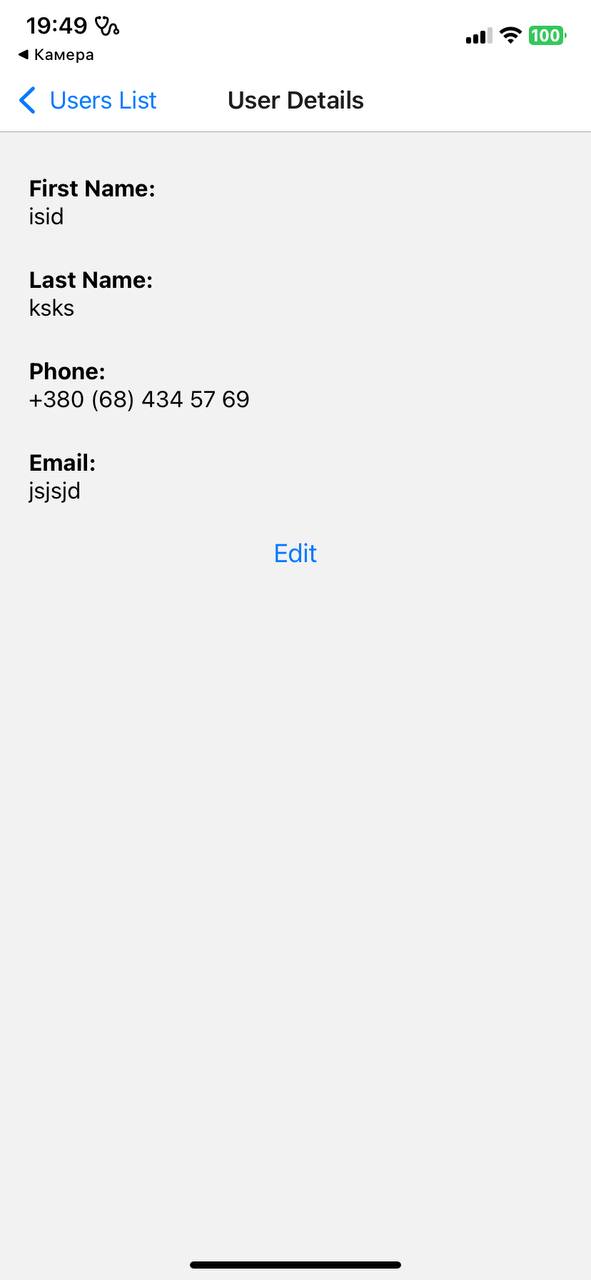 19:49
◀ Камера
100
Users List
User Details
First Name:
isid
Last Name:
ksks
Phone:
+380 (68) 434 57 69
Email:
jsjsjd
Edit